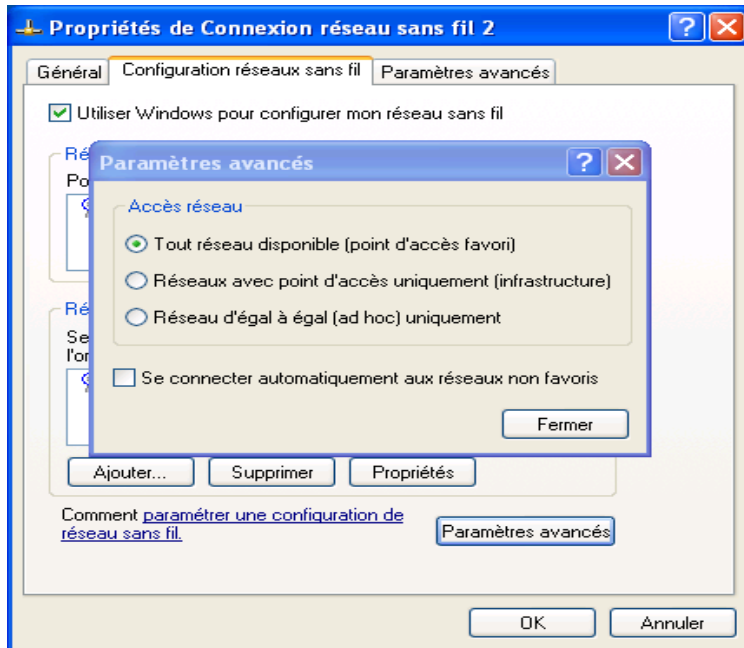 Propriétés de Connexion réseau sans fil 2
Général
Configuration réseaux sans fil
Paramètres avancés
Utiliser Windows pour configurer mon réseau sans fil
Paramètres avancés
Accès réseau
Tout réseau disponible (point d'accès favori)
Réseaux avec point d'accès uniquement (infrastructure)
Réseau d'égal à égal (ad hoc) uniquement
Se connecter automatiquement aux réseaux non favoris
Fermer
Ajouter...
Supprimer
Propriétés
Comment paramétrer une configuration de
réseau sans fil.
Paramètres avancés
OK
Annuler